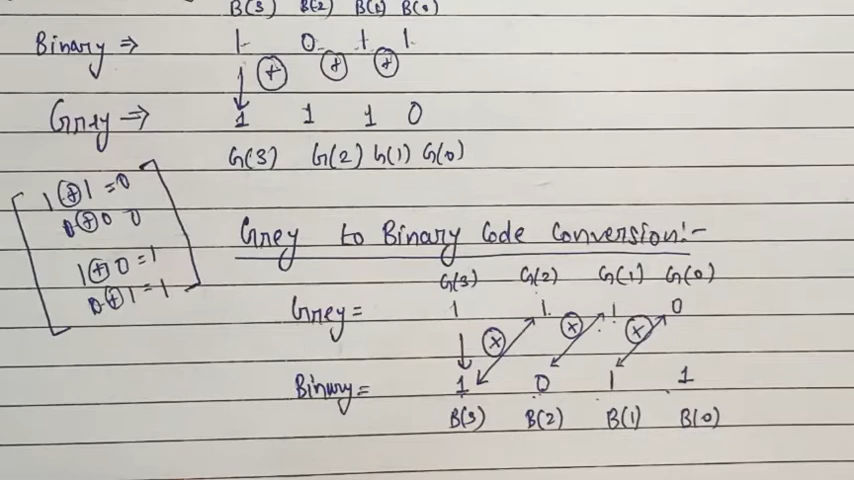 B(3) B(2) B(1) B(0)
Binary ⇒ 1 0 1 1
⊕ ⊕ ⊕
Grey ⇒ 1 1 1 0
G(3) G(2) G(1) G(0)
1 ⊕ 1 = 0
0 ⊕ 0 0
1 ⊕ 0 = 1
0 ⊕ 1 = 1
Grey to Binary Code Conversion:-
G(3) G(2) G(1) G(0)
Grey = 1 1 1 0
⊗ ⊗ ⊗
Binary = 1 0 1 1
B(3) B(2) B(1) B(0)